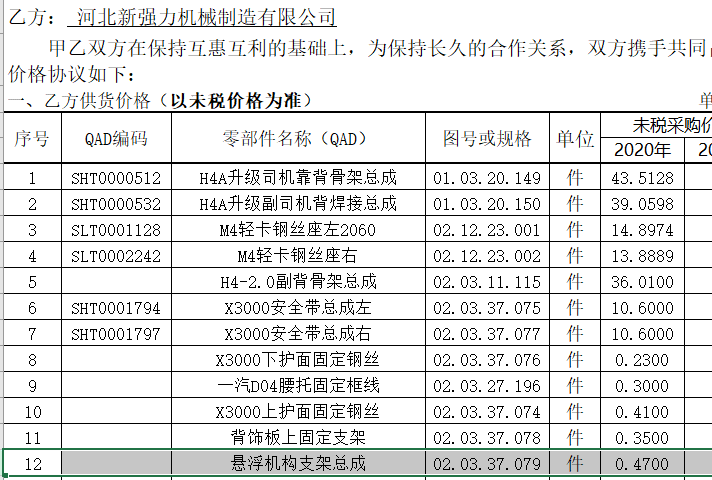 乙方： 河北新强力机械制造有限公司
甲乙双方在保持互惠互利的基础上，为保持长久的合作关系，双方携手共同
价格协议如下：
一、乙方供货价格（以未税价格为准）
序号 QAD编码 零部件名称（QAD） 图号或规格 单位 未税采购价
2020年 20
1 SHT0000512 H4A升级司机靠背骨架总成 01.03.20.149 件 43.5128
2 SHT0000532 H4A升级副司机背焊接总成 01.03.20.150 件 39.0598
3 SLT0001128 M4轻卡钢丝座左2060 02.12.23.001 件 14.8974
4 SLT0002242 M4轻卡钢丝座右 02.12.23.002 件 13.8889
5 H4-2.0副背骨架总成 02.03.11.115 件 36.0100
6 SHT0001794 X3000安全带总成左 02.03.37.075 件 10.6000
7 SHT0001797 X3000安全带总成右 02.03.37.077 件 10.6000
8 X3000下护面固定钢丝 02.03.37.076 件 0.2300
9 一汽D04腰托固定框线 02.03.27.196 件 0.3000
10 X3000上护面固定钢丝 02.03.37.074 件 0.4100
11 背饰板上固定支架 02.03.37.078 件 0.3500
12 悬浮机构支架总成 02.03.37.079 件 0.4700